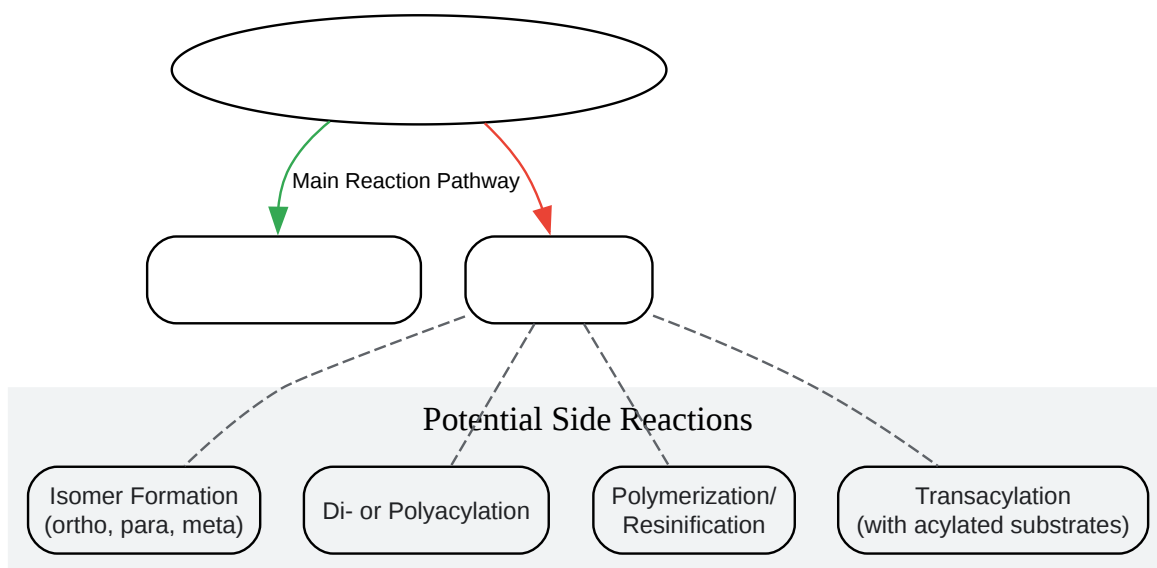 Main Reaction Pathway
Potential Side Reactions
Isomer Formation
(ortho, para, meta)
Di- or Polyacylation
Polymerization/
Resinification
Transacylation
(with acylated substrates)